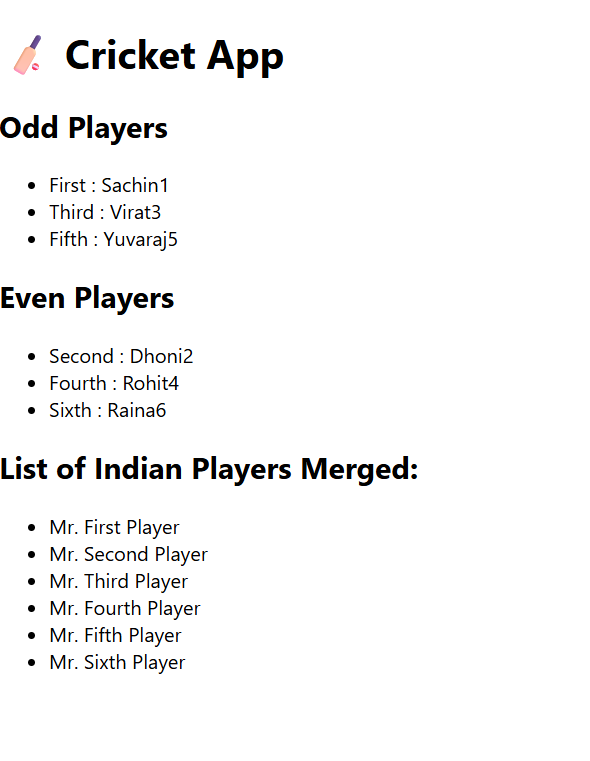 Cricket App
Odd Players
First : Sachin1
Third : Virat3
Fifth : Yuvaraj5
Even Players
Second : Dhoni2
Fourth : Rohit4
Sixth : Raina6
List of Indian Players Merged:
Mr. First Player
Mr. Second Player
Mr. Third Player
Mr. Fourth Player
Mr. Fifth Player
Mr. Sixth Player